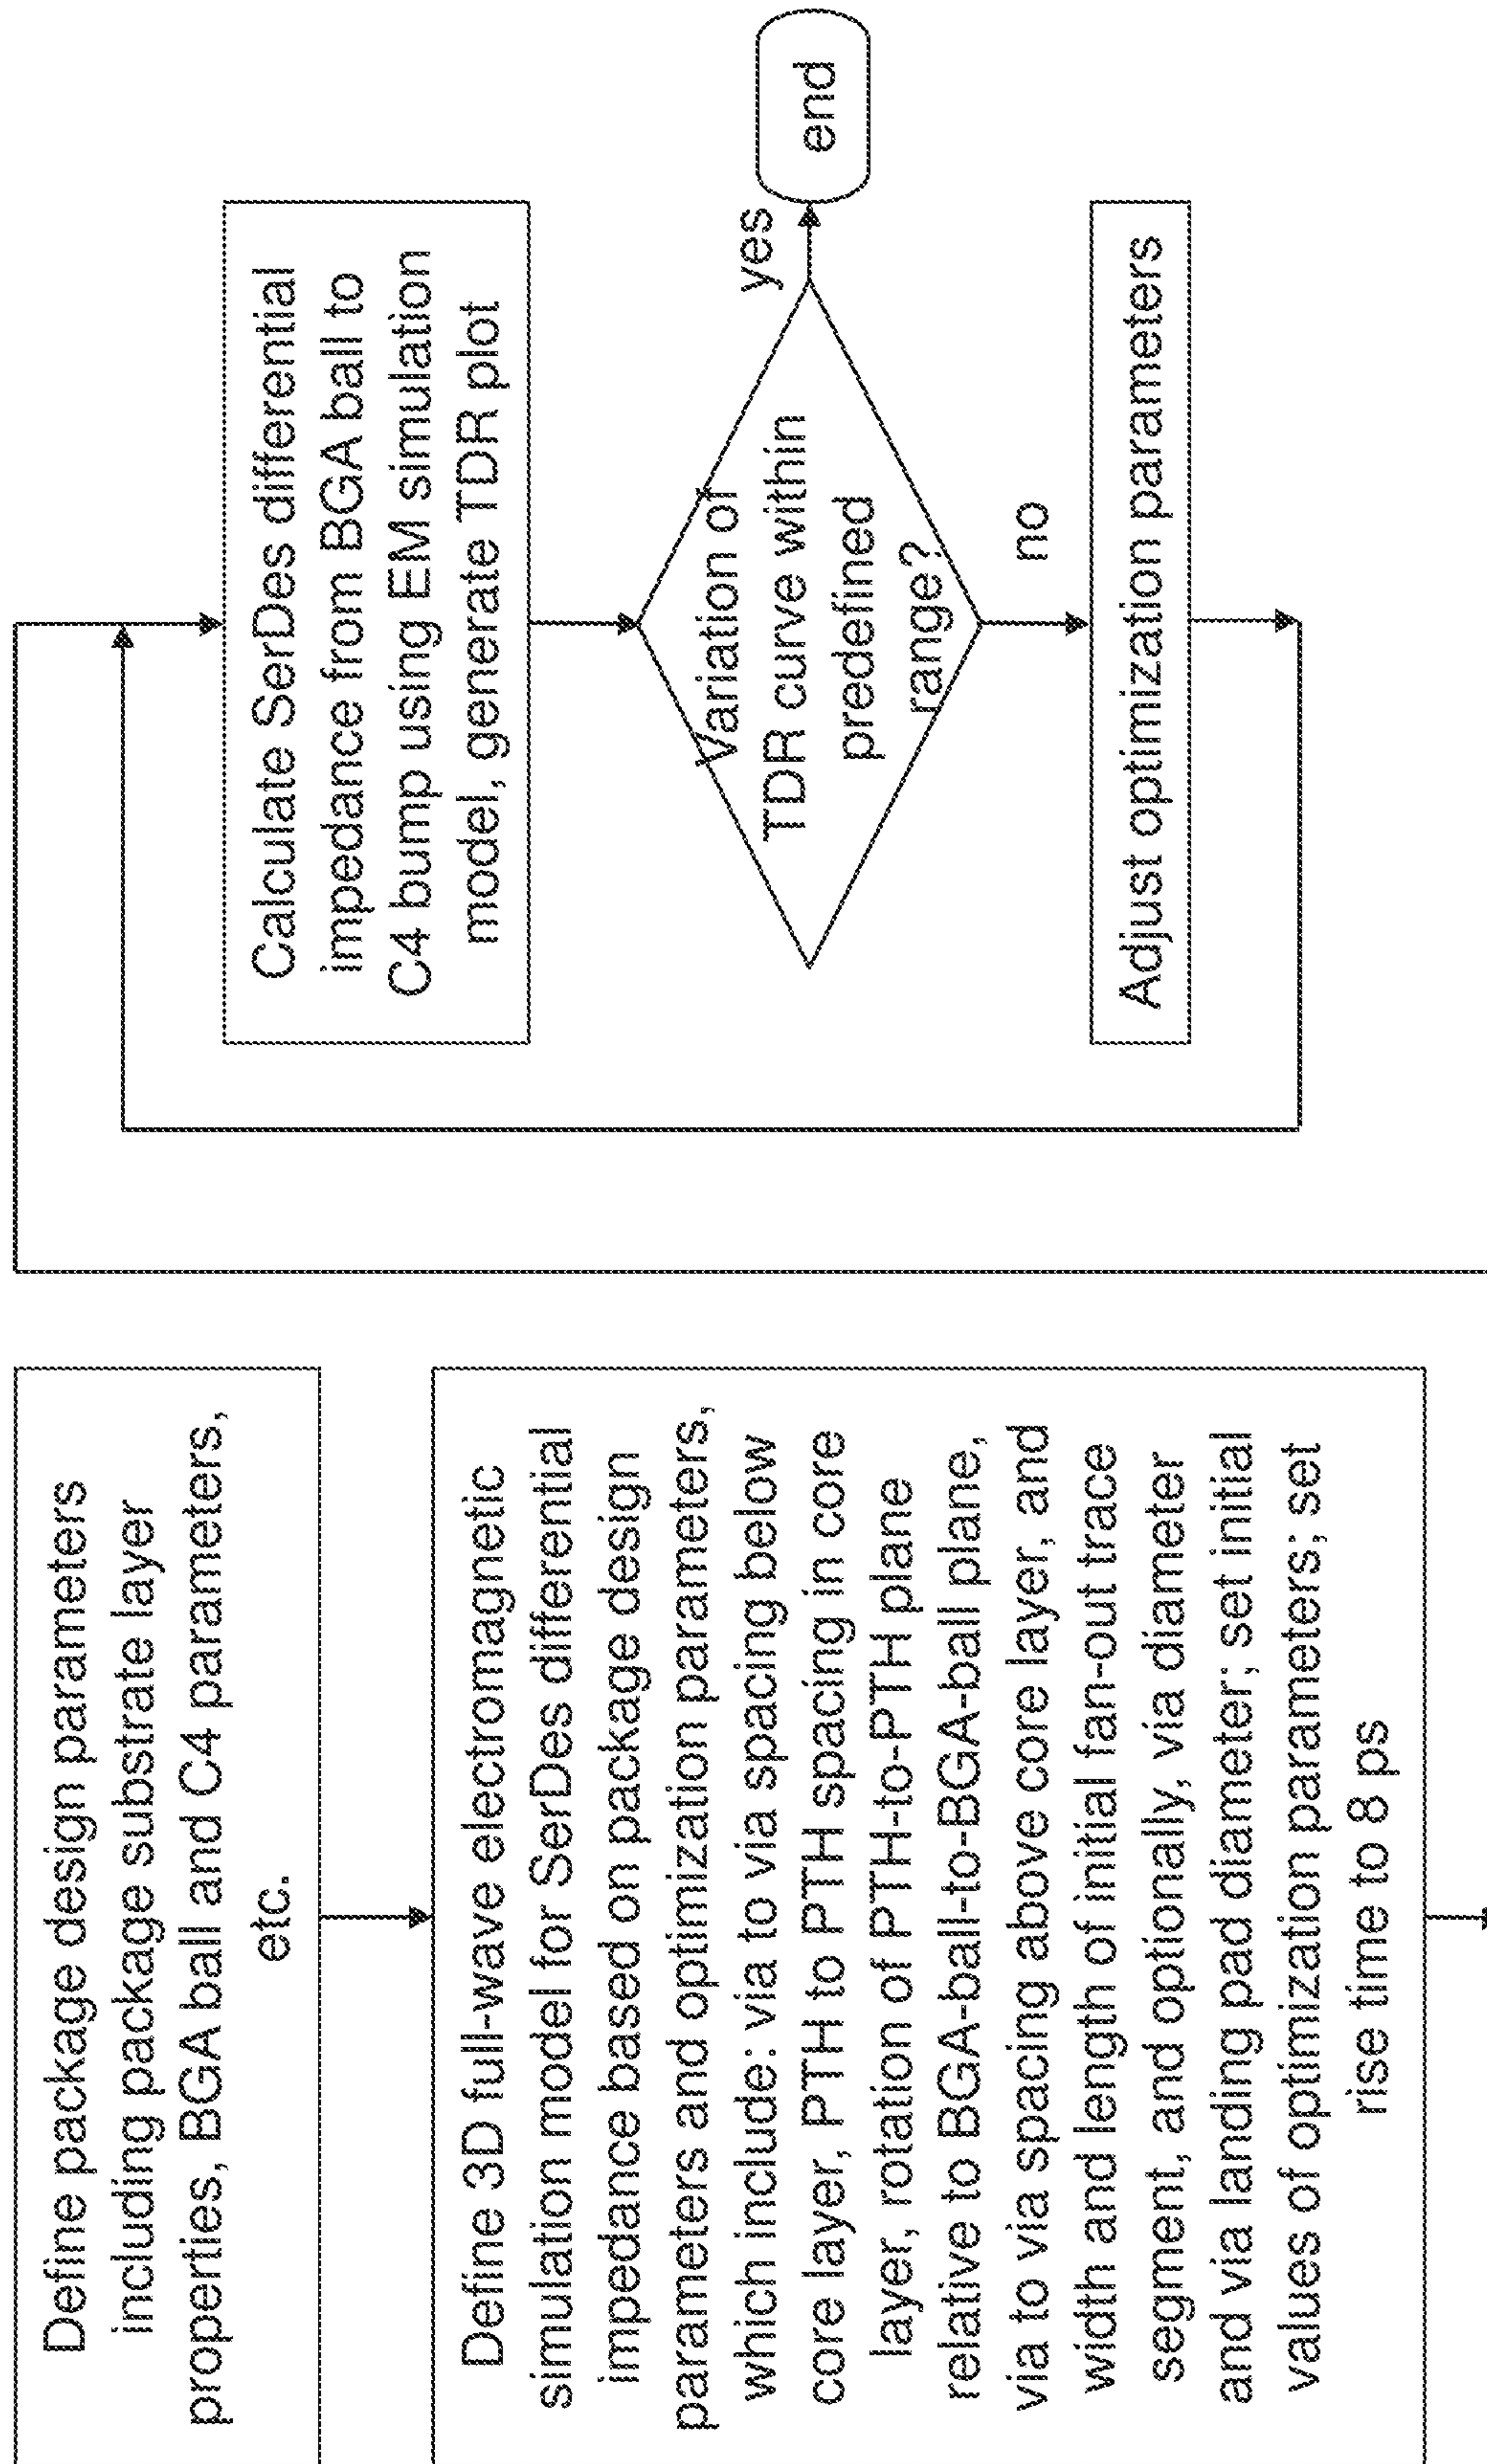 Define package design parameters
including package substrate layer
properties, BGA ball and C4 parameters,
etc.
Define 3D full-wave electromagnetic
simulation model for SerDes differential
impedance based on package design
parameters and optimization parameters,
which include: via to via spacing below
core layer, PTH to PTH spacing in core
layer, rotation of PTH-to-PTH plane
relative to BGA-ball-to-BGA-ball plane,
via to via spacing above core layer, and
width and length of initial fan-out trace
segment, and optionally, via diameter
and via landing pad diameter; set initial
values of optimization parameters; set
rise time to 8 ps
Calculate SerDes differential
impedance from BGA ball to
C4 bump using EM simulation
model, generate TDR plot
Variation of
TDR curve within
predefined
range?
yes
end
no
Adjust optimization parameters